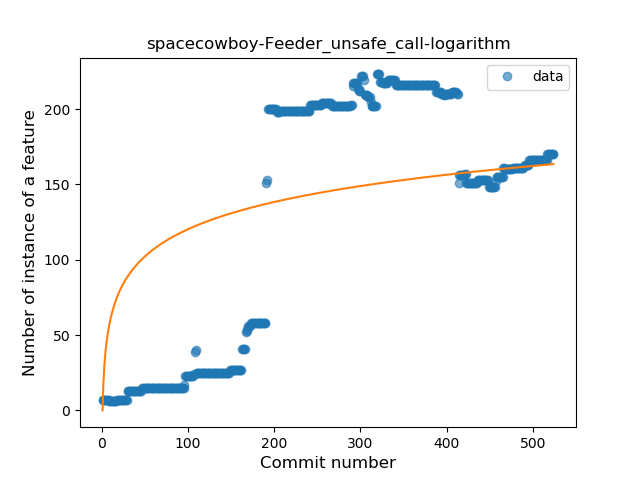 spacecowboy-Feeder_unsafe_call-logarithm
data
Number of instance of a feature
200
150
100
50
0
0 100 200 300 400 500
Commit number